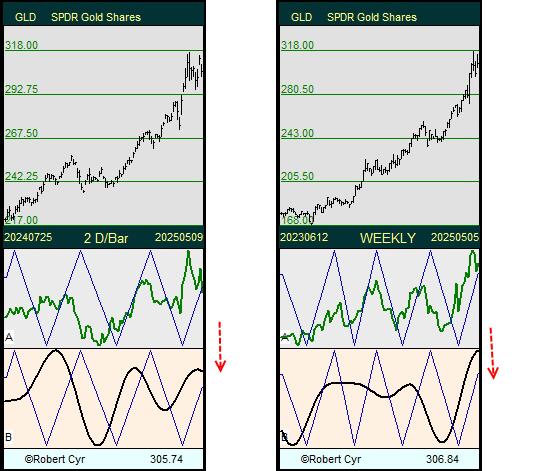 GLD SPDR Gold Shares
318.00
292.75
267.50
242.25
217.00
20240725 2 D/Bar 20250509
A
B
©Robert Cyr 305.74
GLD SPDR Gold Shares
318.00
280.50
243.00
205.50
168.00
20230612 WEEKLY 20250505
A
B
©Robert Cyr 306.84